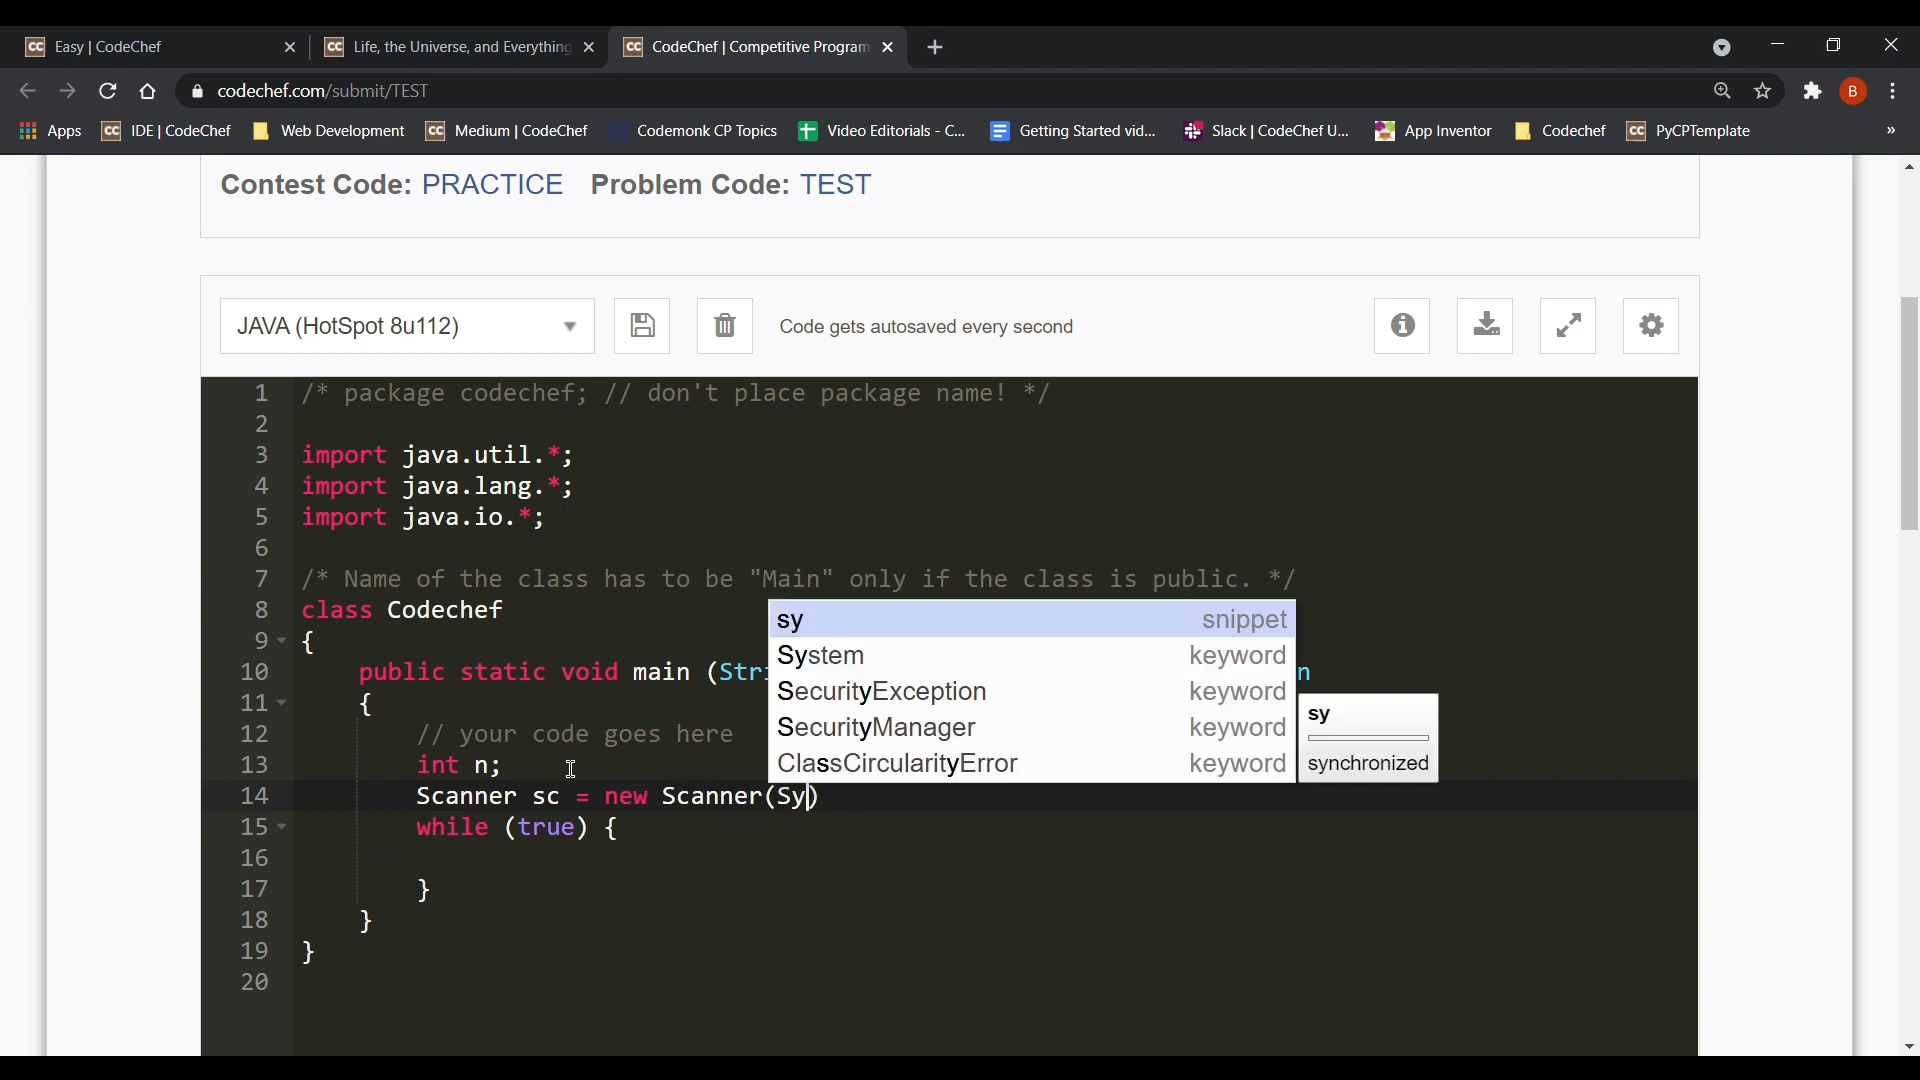 Easy | CodeChef
Life, the Universe, and Everything
CodeChef | Competitive Program
codechef.com/submit/TEST
B
Apps
IDE | CodeChef
Web Development
Medium | CodeChef
Codemonk CP Topics
Video Editorials - C...
Getting Started vid...
Slack | CodeChef U...
App Inventor
Codechef
PyCPTemplate
»
Contest Code: PRACTICE Problem Code: TEST
JAVA (HotSpot 8u112)
Code gets autosaved every second
1 /* package codechef; // don't place package name! */
2
3 import java.util.*;
4 import java.lang.*;
5 import java.io.*;
6
7 /* Name of the class has to be "Main" only if the class is public. */
8 class Codechef
9 {
10 public static void main (Stri n
11 {
12 // your code goes here
13 int n;
14 Scanner sc = new Scanner(Sy)
15 while (true) {
16
17 }
18 }
19 }
20
sy snippet
System keyword
SecurityException keyword
SecurityManager keyword
ClassCircularityError keyword
sy
synchronized